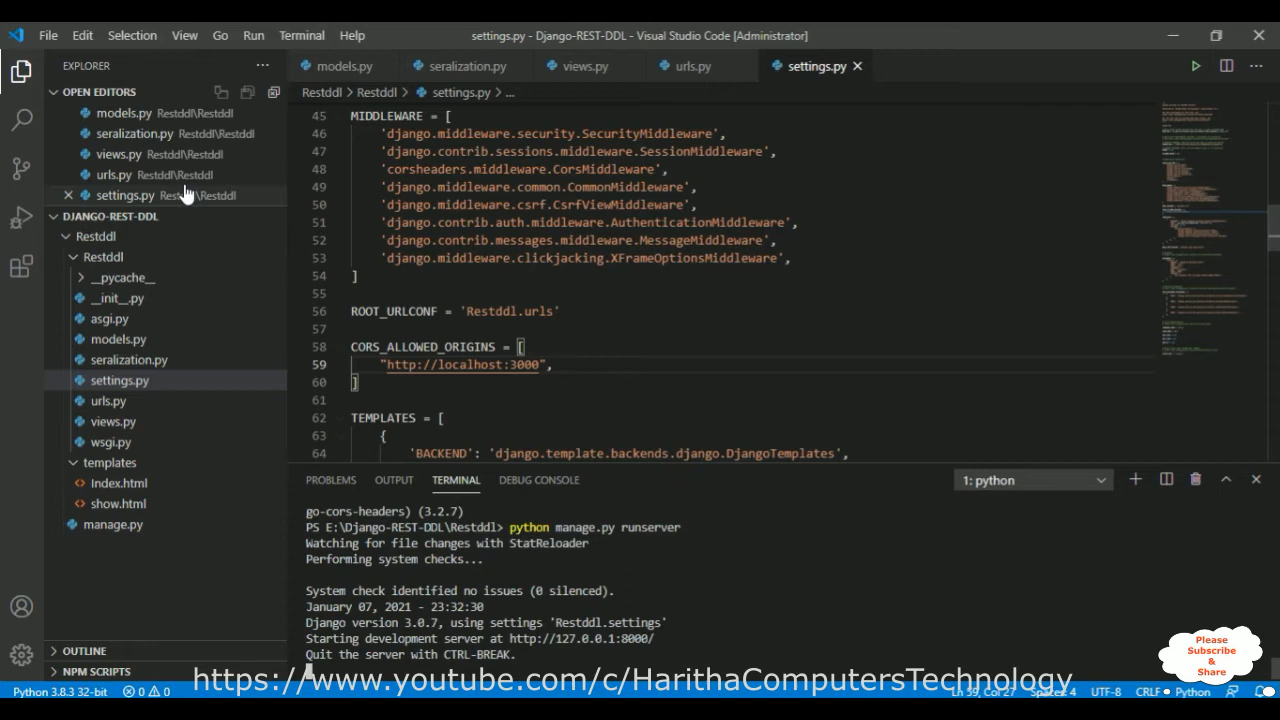 File Edit Selection View Go Run Terminal Help settings.py - Django-REST-DDL - Visual Studio Code [Administrator]
EXPLORER ...
models.py seralization.py views.py urls.py settings.py
OPEN EDITORS
models.py Restddl\Restddl
seralization.py Restddl\Restddl
views.py Restddl\Restddl
urls.py Restddl\Restddl
settings.py Restddl\Restddl
DJANGO-REST-DDL
Restddl
Restddl
__pycache__
__init__.py
asgi.py
models.py
seralization.py
settings.py
urls.py
views.py
wsgi.py
templates
Index.html
show.html
manage.py
OUTLINE
NPM SCRIPTS
Restddl > Restddl > settings.py > ...
45 MIDDLEWARE = [
46 'django.middleware.security.SecurityMiddleware',
47 'django.contrib.sessions.middleware.SessionMiddleware',
48 'corsheaders.middleware.CorsMiddleware',
49 'django.middleware.common.CommonMiddleware',
50 'django.middleware.csrf.CsrfViewMiddleware',
51 'django.contrib.auth.middleware.AuthenticationMiddleware',
52 'django.contrib.messages.middleware.MessageMiddleware',
53 'django.middleware.clickjacking.XFrameOptionsMiddleware',
54 ]
55
56 ROOT_URLCONF = 'Restddl.urls'
57
58 CORS_ALLOWED_ORIGINS = [
59 "http://localhost:3000",
60 ]
61
62 TEMPLATES = [
63 {
64 'BACKEND': 'django.template.backends.django.DjangoTemplates',
PROBLEMS OUTPUT TERMINAL DEBUG CONSOLE 1: python
go-cors-headers) (3.2.7)
PS E:\Django-REST-DDL\Restddl> python manage.py runserver
Watching for file changes with StatReloader
Performing system checks...
System check identified no issues (0 silenced).
January 07, 2021 - 23:32:30
Django version 3.0.7, using settings 'Restddl.settings'
Starting development server at http://127.0.0.1:8000/
Quit the server with CTRL-BREAK.
Please
Subscribe
&
Share
https://www.youtube.com/c/HarithaComputersTechnology
Python 3.8.3 32-bit 0 0 Ln 59, Col 27 Spaces: 4 UTF-8 CRLF Python